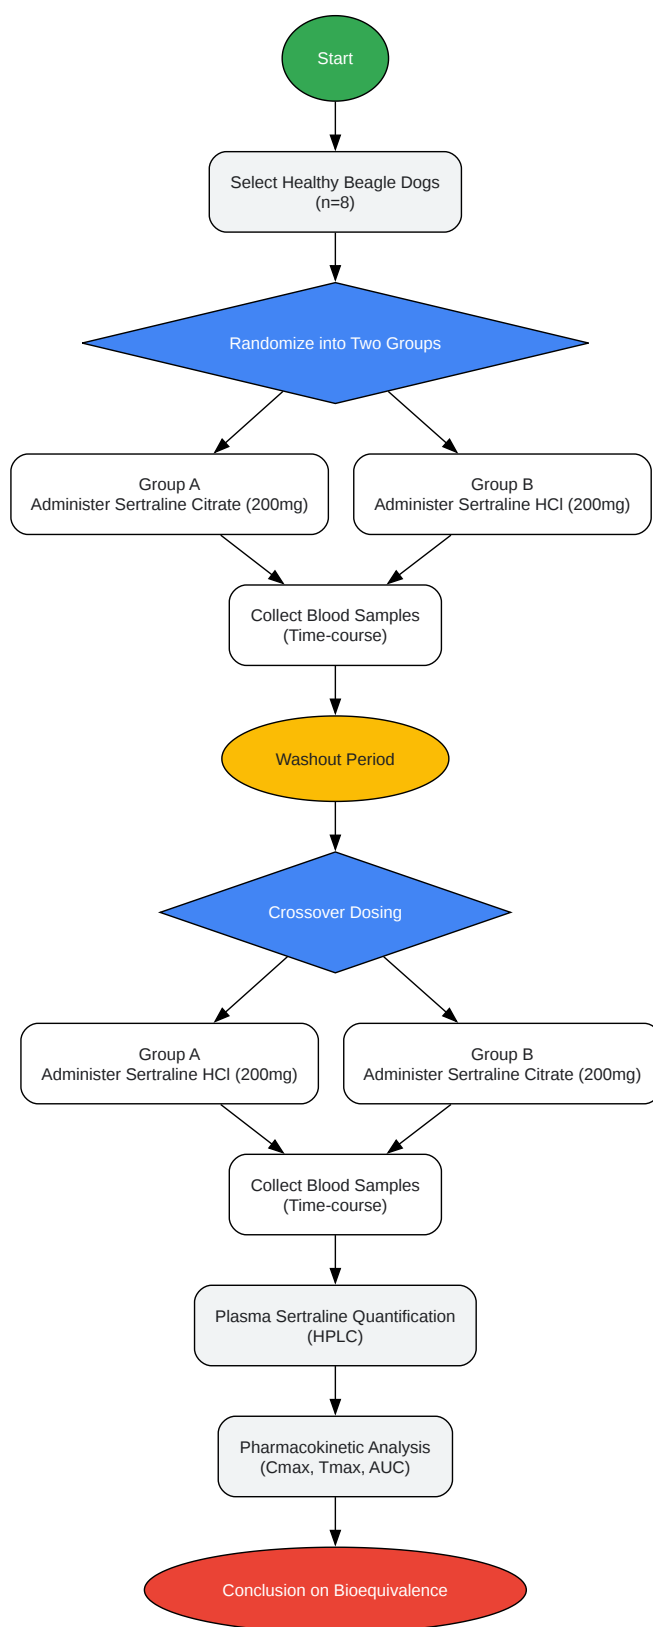 Start
Select Healthy Beagle Dogs
(n=8)
Randomize into Two Groups
Group A
Administer Sertraline Citrate (200mg)
Group B
Administer Sertraline HCl (200mg)
Collect Blood Samples
(Time-course)
Washout Period
Crossover Dosing
Group A
Administer Sertraline HCl (200mg)
Group B
Administer Sertraline Citrate (200mg)
Collect Blood Samples
(Time-course)
Plasma Sertraline Quantification
(HPLC)
Pharmacokinetic Analysis
(Cmax, Tmax, AUC)
Conclusion on Bioequivalence